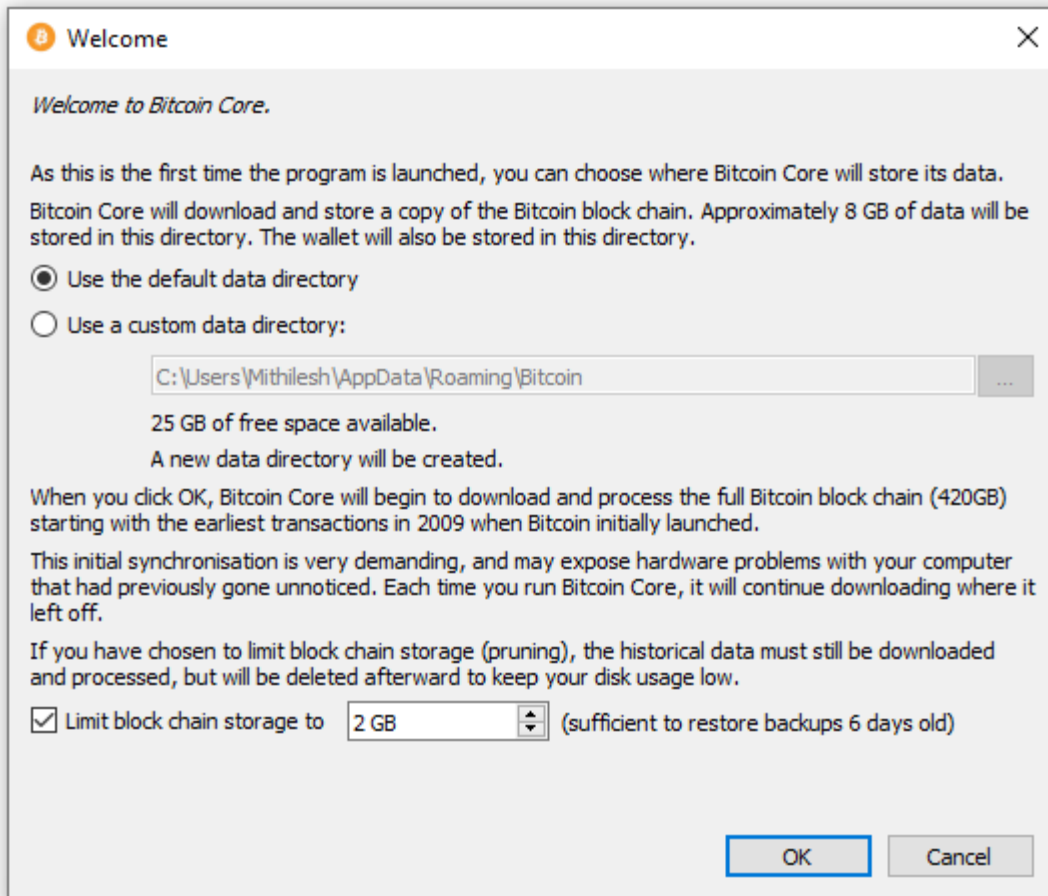 Welcome
Welcome to Bitcoin Core.
As this is the first time the program is launched, you can choose where Bitcoin Core will store its data.
Bitcoin Core will download and store a copy of the Bitcoin block chain. Approximately 8 GB of data will be
stored in this directory. The wallet will also be stored in this directory.
Use the default data directory
Use a custom data directory:
C:\Users\Mithilesh\AppData\Roaming\Bitcoin
...
25 GB of free space available.
A new data directory will be created.
When you click OK, Bitcoin Core will begin to download and process the full Bitcoin block chain (420GB)
starting with the earliest transactions in 2009 when Bitcoin initially launched.
This initial synchronisation is very demanding, and may expose hardware problems with your computer
that had previously gone unnoticed. Each time you run Bitcoin Core, it will continue downloading where it
left off.
If you have chosen to limit block chain storage (pruning), the historical data must still be downloaded
and processed, but will be deleted afterward to keep your disk usage low.
Limit block chain storage to 2 GB (sufficient to restore backups 6 days old)
OK Cancel